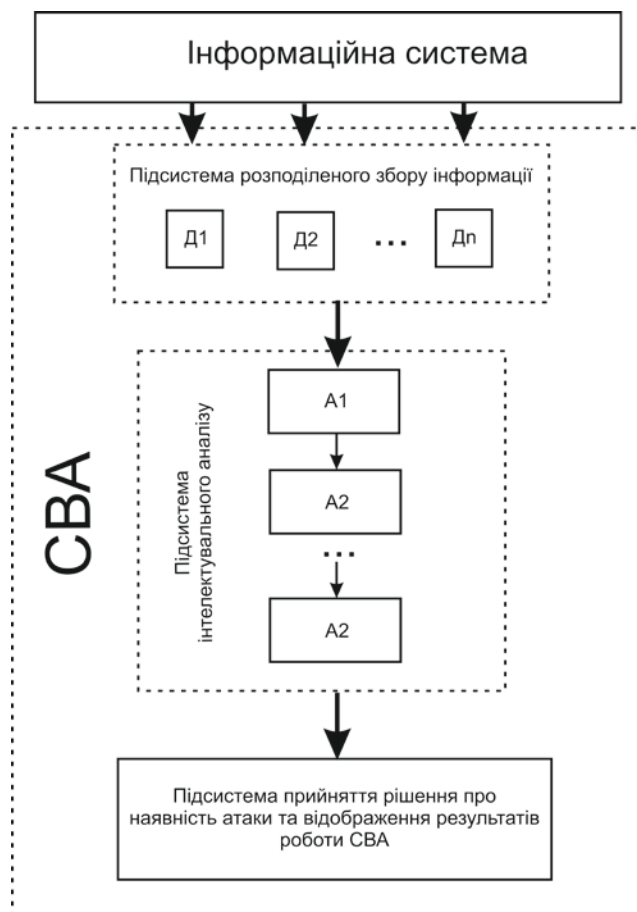 Інформаційна система
Підсистема розподіленого збору інформації
Д1
Д2
...
Дn
СВА
Підсистема
інтелектувального аналізу
А1
А2
...
А2
Підсистема прийняття рішення про
наявність атаки та відображення результатів
роботи СВА